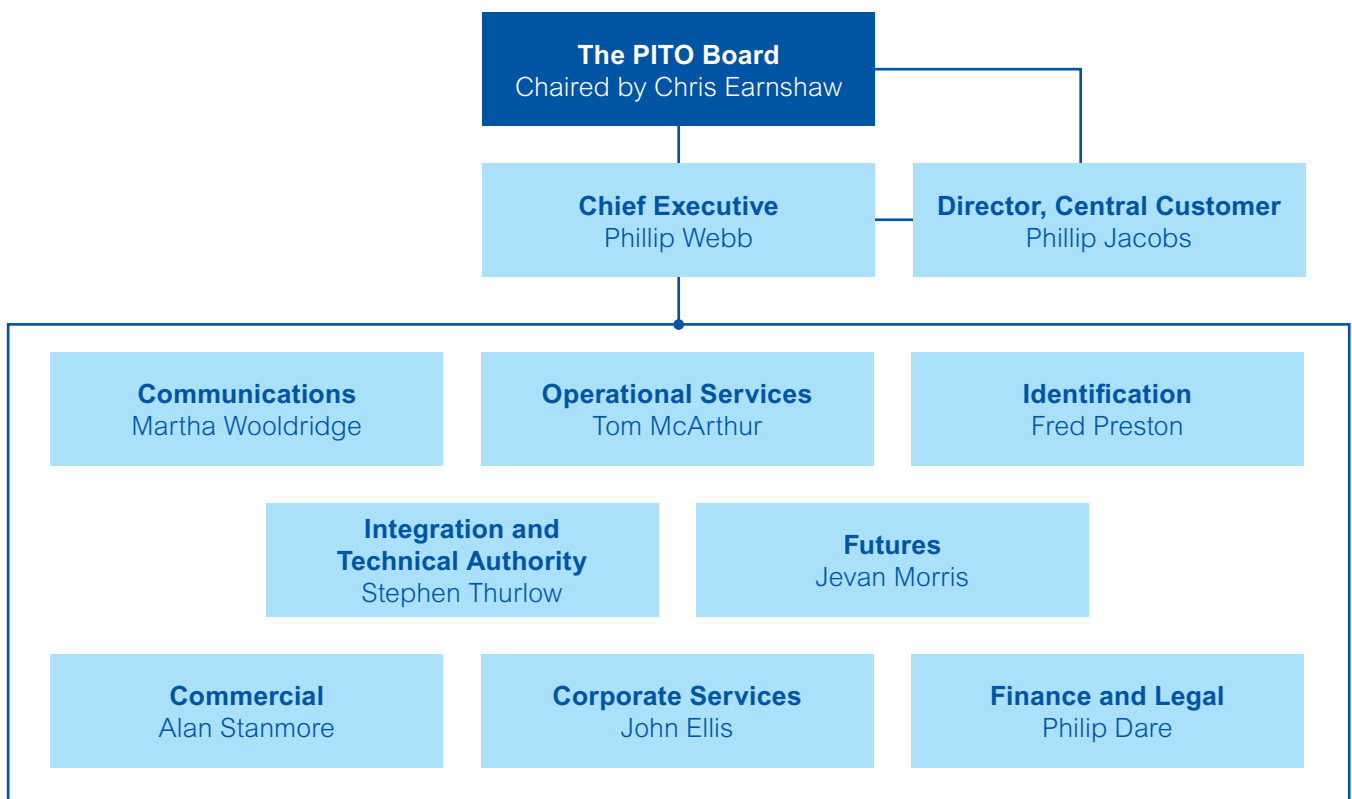 The PITO Board
Chaired by Chris Earnshaw
Chief Executive
Phillip Webb
Director, Central Customer
Phillip Jacobs
Communications
Martha Wooldridge
Operational Services
Tom McArthur
Identification
Fred Preston
Integration and
Technical Authority
Stephen Thurlow
Futures
Jevan Morris
Commercial
Alan Stanmore
Corporate Services
John Ellis
Finance and Legal
Philip Dare